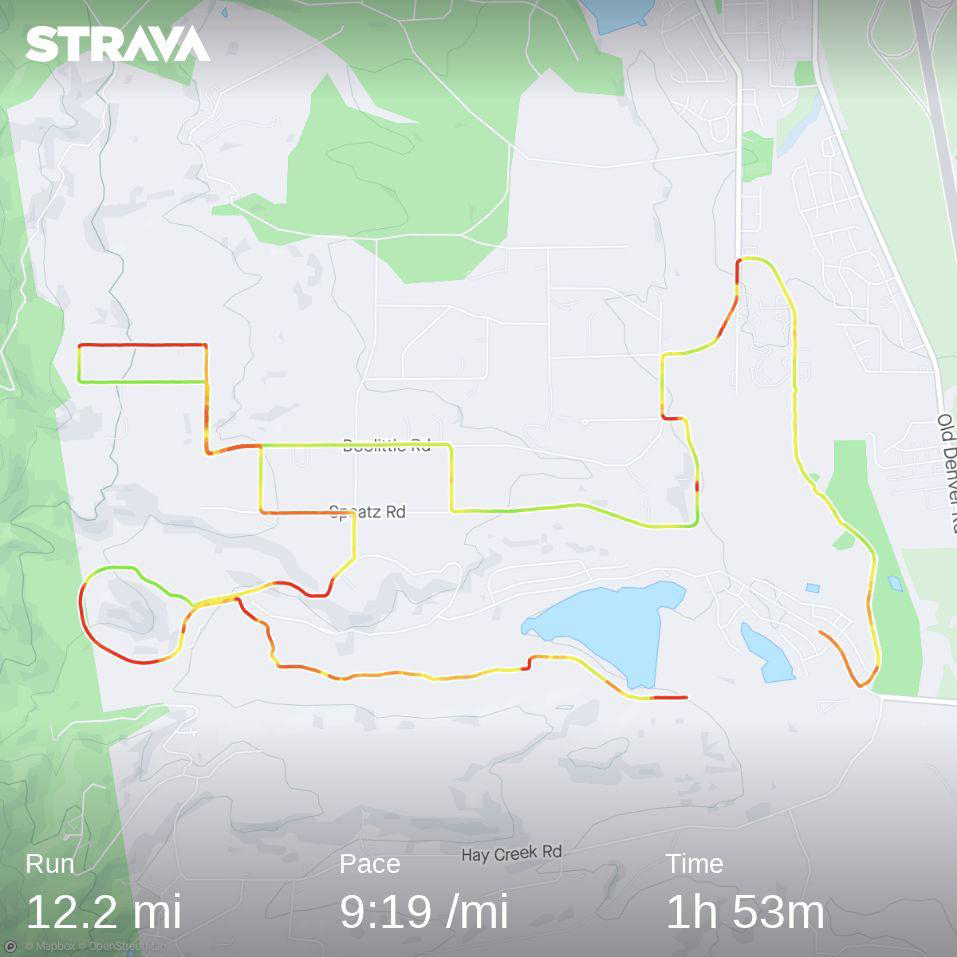 STRAVA
Old Denver Rd
Doolittle Rd
Spaatz Rd
Hay Creek Rd
Run
Pace
Time
12.2 mi
9:19 /mi
1h 53m
© Mapbox © OpenStreetMap